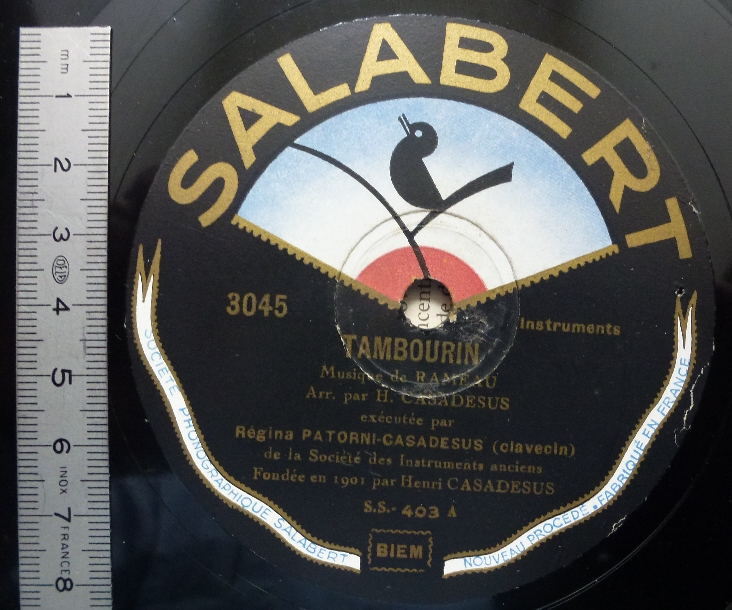 SALABERT
3045
Instruments
TAMBOURIN
Musique de RAMEAU
Arr. par H. CASADESUS
exécutée par
Régina PATORNI-CASADESUS (clavecin)
de la Société des Instruments anciens
Fondée en 1901 par Henri CASADESUS
S.S.- 403 A
BIEM
SOCIÉTÉ PHONOGRAPHIQUE SALABERT
NOUVEAU PROCÉDÉ • FABRIQUÉ EN FRANCE
mm
1
2
3
4
5
6
INOX
7
FRANCE
8